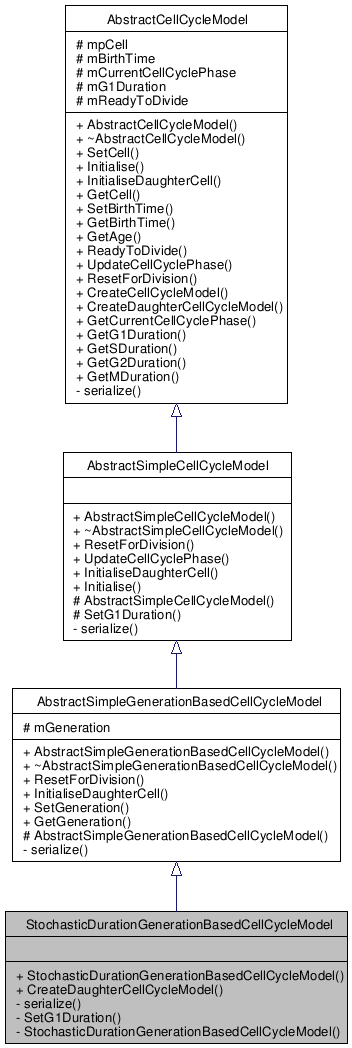 AbstractCellCycleModel
# mpCell
# mBirthTime
# mCurrentCellCyclePhase
# mG1Duration
# mReadyToDivide
+ AbstractCellCycleModel()
+ ~AbstractCellCycleModel()
+ SetCell()
+ Initialise()
+ InitialiseDaughterCell()
+ GetCell()
+ SetBirthTime()
+ GetBirthTime()
+ GetAge()
+ ReadyToDivide()
+ UpdateCellCyclePhase()
+ ResetForDivision()
+ CreateCellCycleModel()
+ CreateDaughterCellCycleModel()
+ GetCurrentCellCyclePhase()
+ GetG1Duration()
+ GetSDuration()
+ GetG2Duration()
+ GetMDuration()
- serialize()
AbstractSimpleCellCycleModel
+ AbstractSimpleCellCycleModel()
+ ~AbstractSimpleCellCycleModel()
+ ResetForDivision()
+ UpdateCellCyclePhase()
+ InitialiseDaughterCell()
+ Initialise()
# AbstractSimpleCellCycleModel()
# SetG1Duration()
- serialize()
AbstractSimpleGenerationBasedCellCycleModel
# mGeneration
+ AbstractSimpleGenerationBasedCellCycleModel()
+ ~AbstractSimpleGenerationBasedCellCycleModel()
+ ResetForDivision()
+ InitialiseDaughterCell()
+ SetGeneration()
+ GetGeneration()
# AbstractSimpleGenerationBasedCellCycleModel()
- serialize()
StochasticDurationGenerationBasedCellCycleModel
+ StochasticDurationGenerationBasedCellCycleModel()
+ CreateDaughterCellCycleModel()
- serialize()
- SetG1Duration()
- StochasticDurationGenerationBasedCellCycleModel()